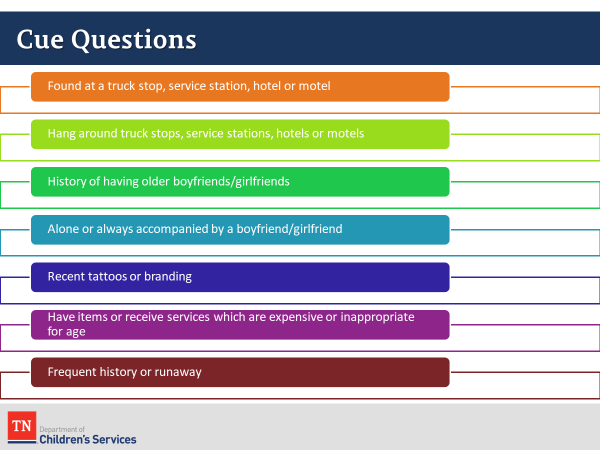 Cue Questions
Found at a truck stop, service station, hotel or motel
Hang around truck stops, service stations, hotels or motels
History of having older boyfriends/girlfriends
Alone or always accompanied by a boyfriend/girlfriend
Recent tattoos or branding
Have items or receive services which are expensive or inappropriate
for age
Frequent history or runaway
TN
Department of
Children's Services